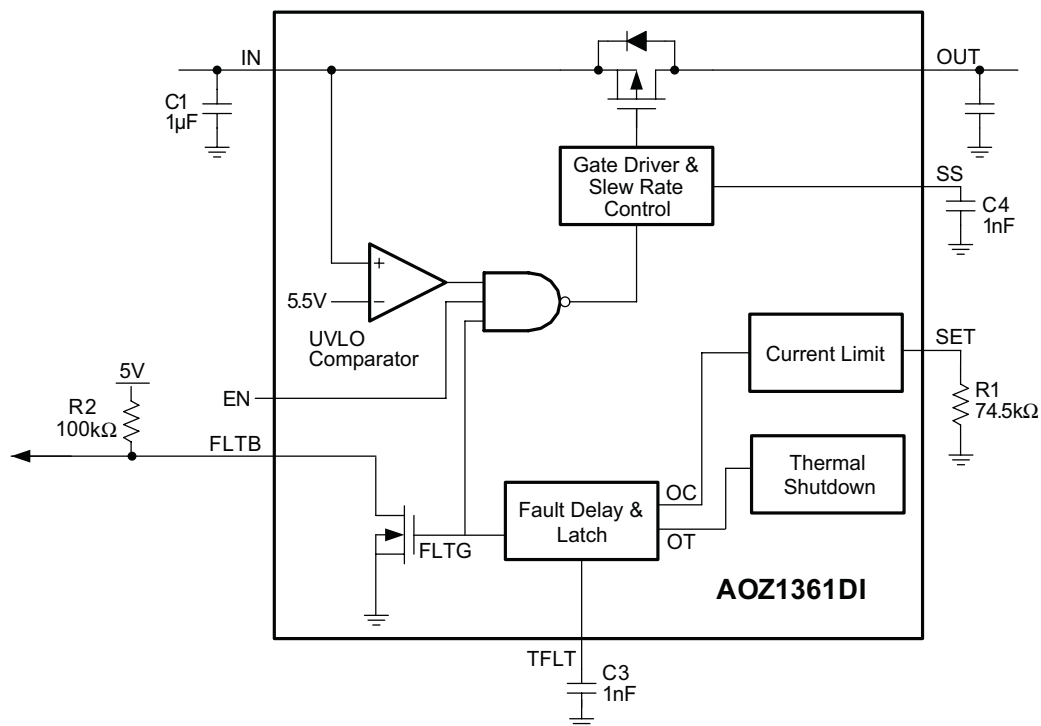 IN
OUT
C1
1µF
Gate Driver &
Slew Rate
Control
SS
C4
1nF
+
5.5V
−
UVLO
Comparator
Current Limit
SET
R1
74.5kΩ
5V
R2
100kΩ
EN
FLTB
Thermal
Shutdown
Fault Delay &
Latch
OC
OT
FLTG
AOZ1361DI
TFLT
C3
1nF